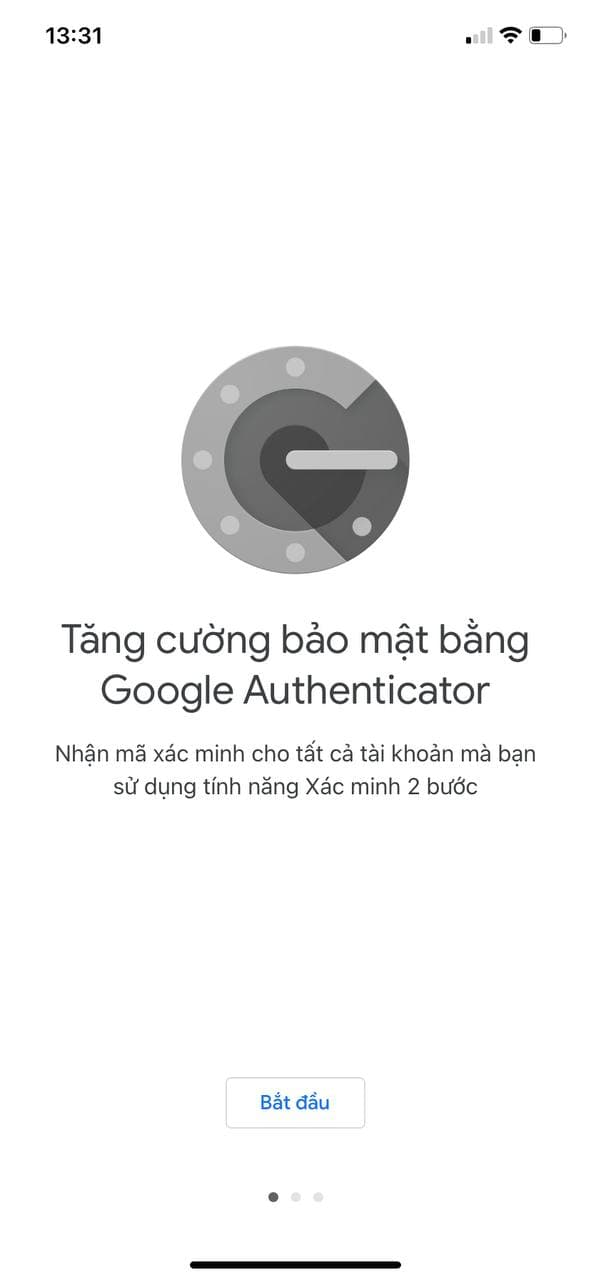 13:31
Tăng cường bảo mật bằng
Google Authenticator
Nhận mã xác minh cho tất cả tài khoản mà bạn
sử dụng tính năng Xác minh 2 bước
Bắt đầu